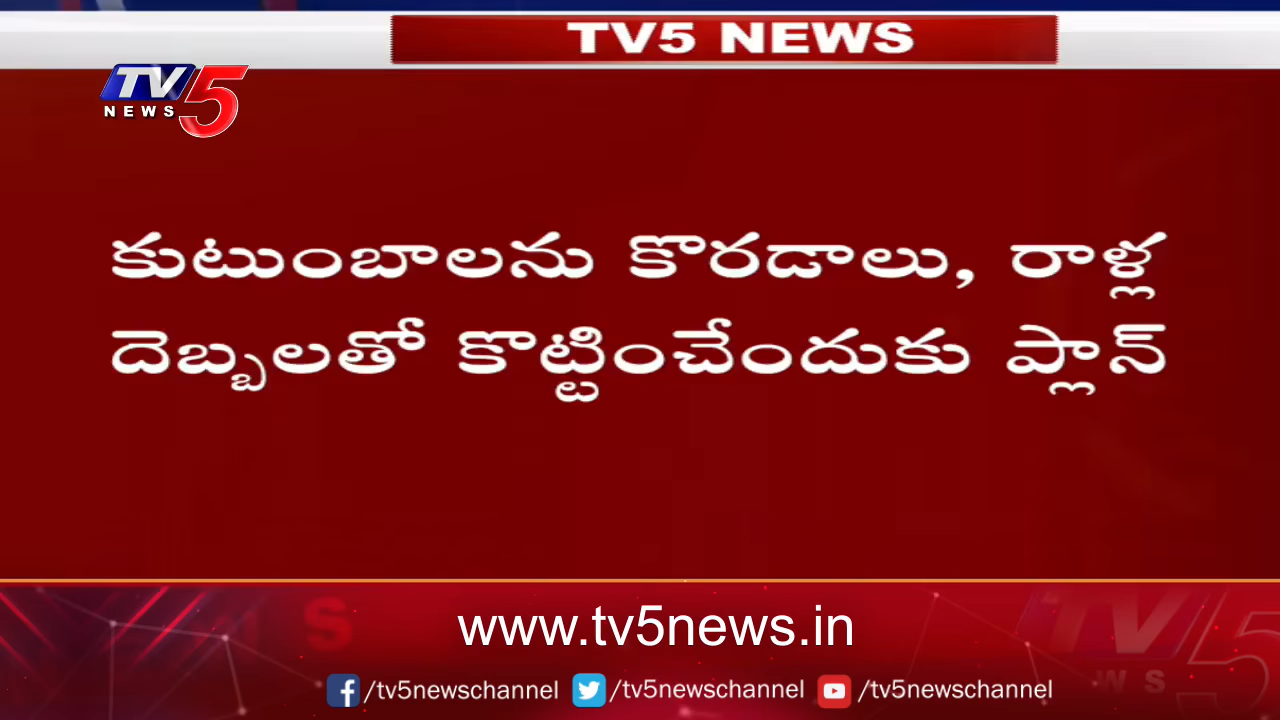 TV5 NEWS
TV5
NEWS
కుటుంబాలను కొరడాలు, రాళ్ల
దెబ్బలతో కొట్టించేందుకు ప్లాన్
www.tv5news.in
/tv5newschannel /tv5newschannel /tv5newschannel